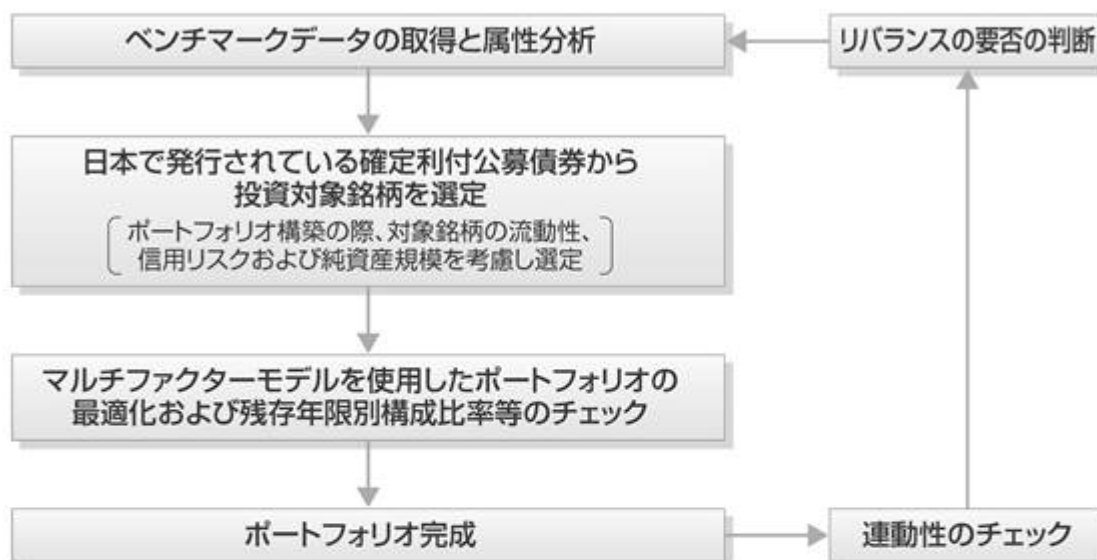 ベンチマークデータの取得と属性分析
リバランスの要否の判断
日本で発行されている確定利付公募債券から
投資対象銘柄を選定
ポートフォリオ構築の際、対象銘柄の流動性、
信用リスクおよび純資産規模を考慮し選定
マルチファクターモデルを使用したポートフォリオの
最適化および残存年限別構成比率等のチェック
ポートフォリオ完成
連動性のチェック